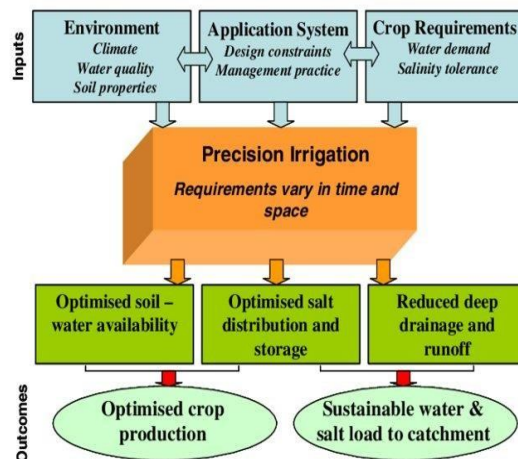 Inputs
Environment
Climate
Water quality
Soil properties
Application System
Design constraints
Management practice
Crop Requirements
Water demand
Salinity tolerance
Precision Irrigation
Requirements vary in time and
space
Optimised soil –
water availability
Optimised salt
distribution and
storage
Reduced deep
drainage and
runoff
Outcomes
Optimised crop
production
Sustainable water &
salt load to catchment